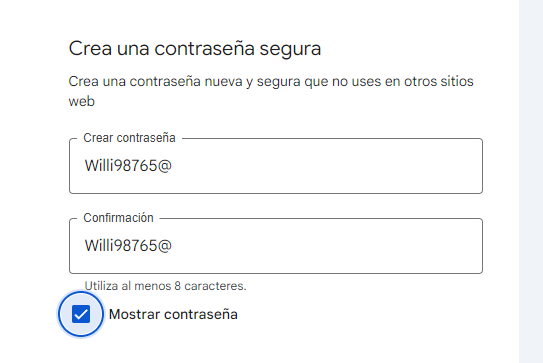 Crea una contraseña segura
Crea una contraseña nueva y segura que no uses en otros sitios
web
Crear contraseña
Willi98765@
Confirmación
Willi98765@
Utiliza al menos 8 caracteres.
Mostrar contraseña